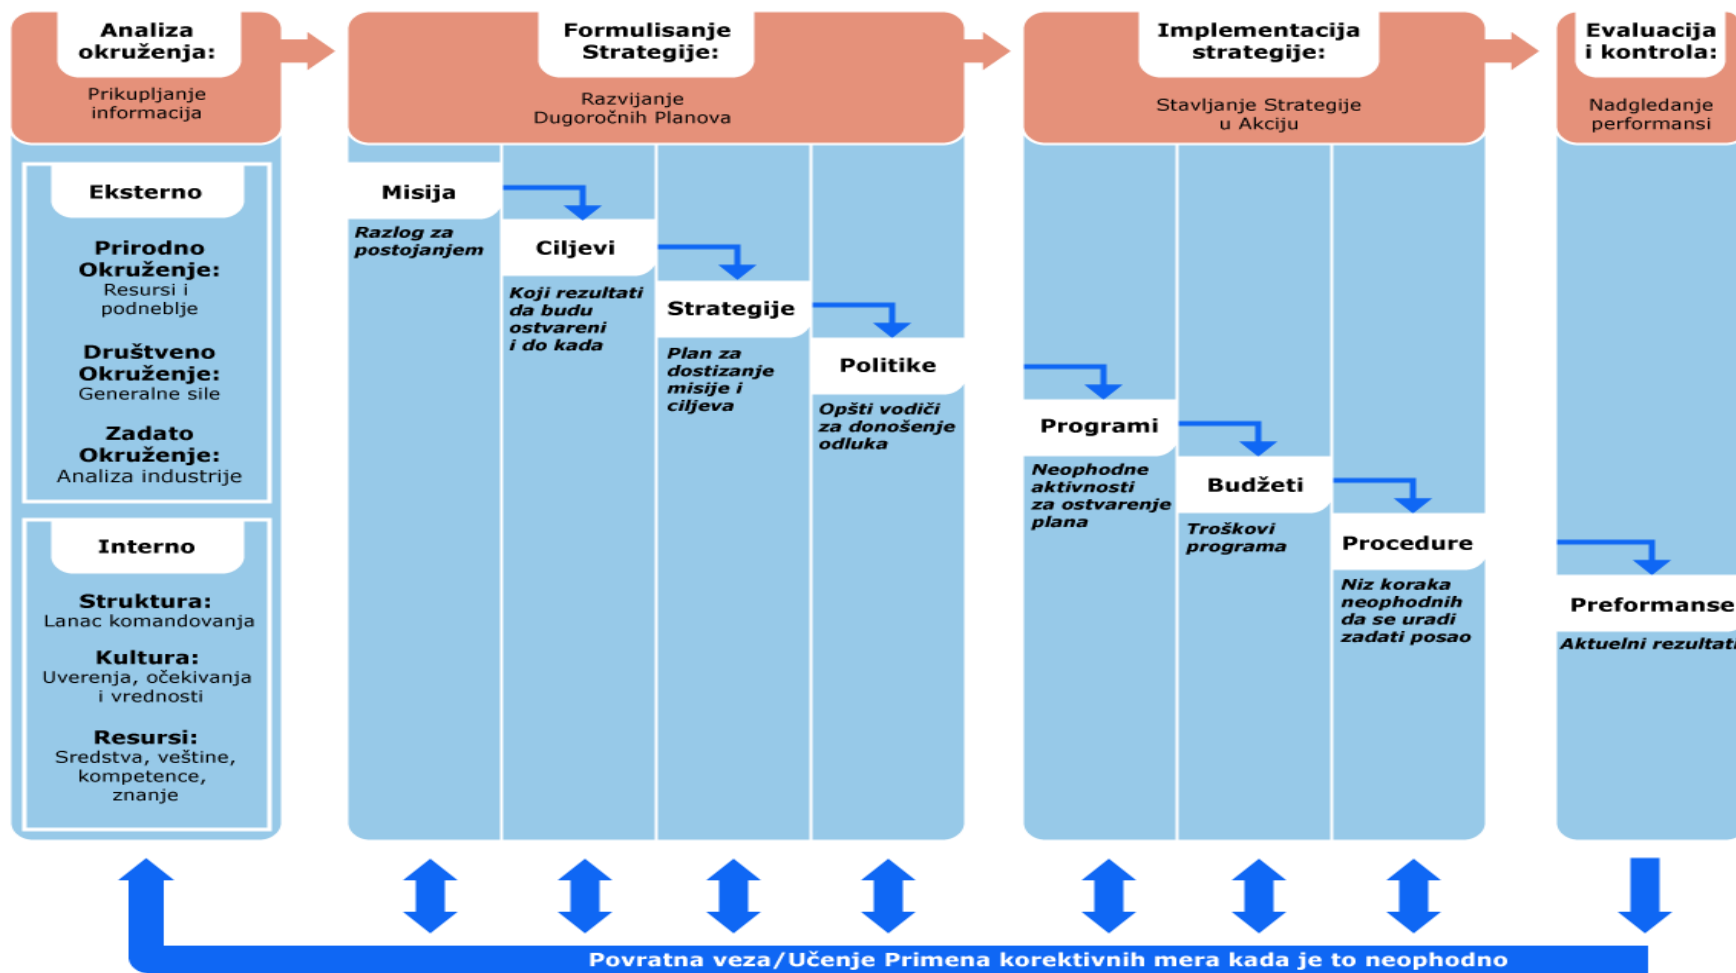 Analiza
okruženja:
Prikupljanje
informacija
Eksterno
Prirodno
Okruženje:
Resursi i
podneblje
Društveno
Okruženje:
Generalne sile
Zadato
Okruženje:
Analiza industrije
Interno
Struktura:
Lanac komandovanja
Kultura:
Uverenja, očekivanja
i vrednosti
Resursi:
Sredstva, veštine,
kompetence,
znanje
Formulisanje
Strategije:
Razvijanje
Dugoročnih Planova
Misija
Razlog za
postojanjem
Ciljevi
Koji rezultati
da budu
ostvareni
i do kada
Strategije
Plan za
dostizanje
misije i
ciljeva
Politike
Opšti vodiči
za donošenje
odluka
Implementacija
strategije:
Stavljanje Strategije
u Akciju
Programi
Neophodne
aktivnosti
za ostvarenje
plana
Budžeti
Troškovi
programa
Procedure
Niz koraka
neophodnih
da se uradi
zadati posao
Evaluacija
i kontrola:
Nadgledanje
performansi
Preformanse
Aktuelni rezultati
Povratna veza/Učenje Primena korektivnih mera kada je to neophodno